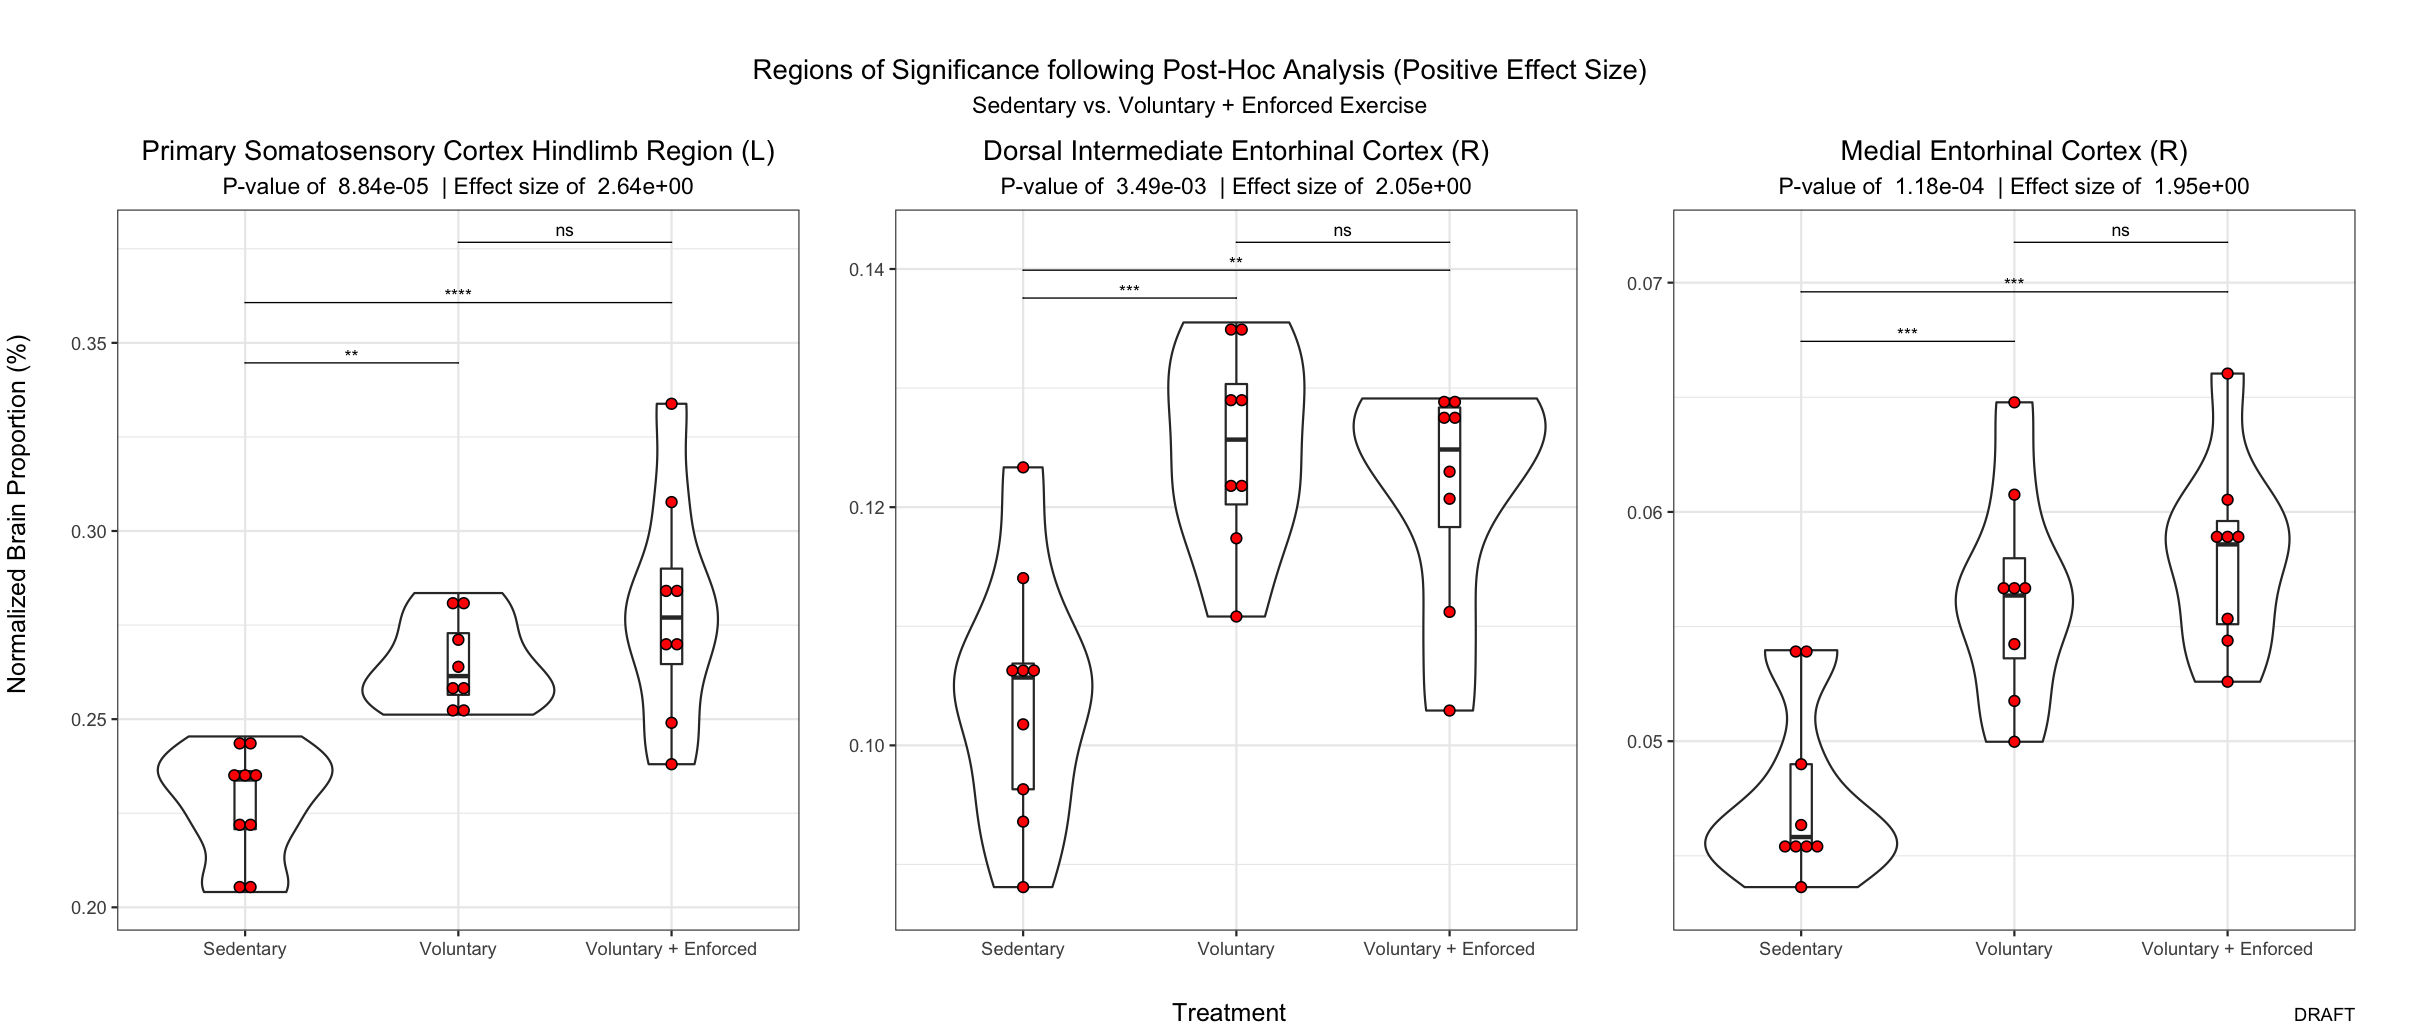 Regions of Significance following Post-Hoc Analysis (Positive Effect Size)
Sedentary vs. Voluntary + Enforced Exercise
Normalized Brain Proportion (%)
Primary Somatosensory Cortex Hindlimb Region (L)
P-value of 8.84e-05 | Effect size of 2.64e+00
ns
****
**
0.35
0.30
0.25
0.20
Sedentary Voluntary Voluntary + Enforced
Dorsal Intermediate Entorhinal Cortex (R)
P-value of 3.49e-03 | Effect size of 2.05e+00
ns
**
***
0.14
0.12
0.10
Sedentary Voluntary Voluntary + Enforced
Medial Entorhinal Cortex (R)
P-value of 1.18e-04 | Effect size of 1.95e+00
ns
***
***
0.07
0.06
0.05
Sedentary Voluntary Voluntary + Enforced
Treatment
DRAFT